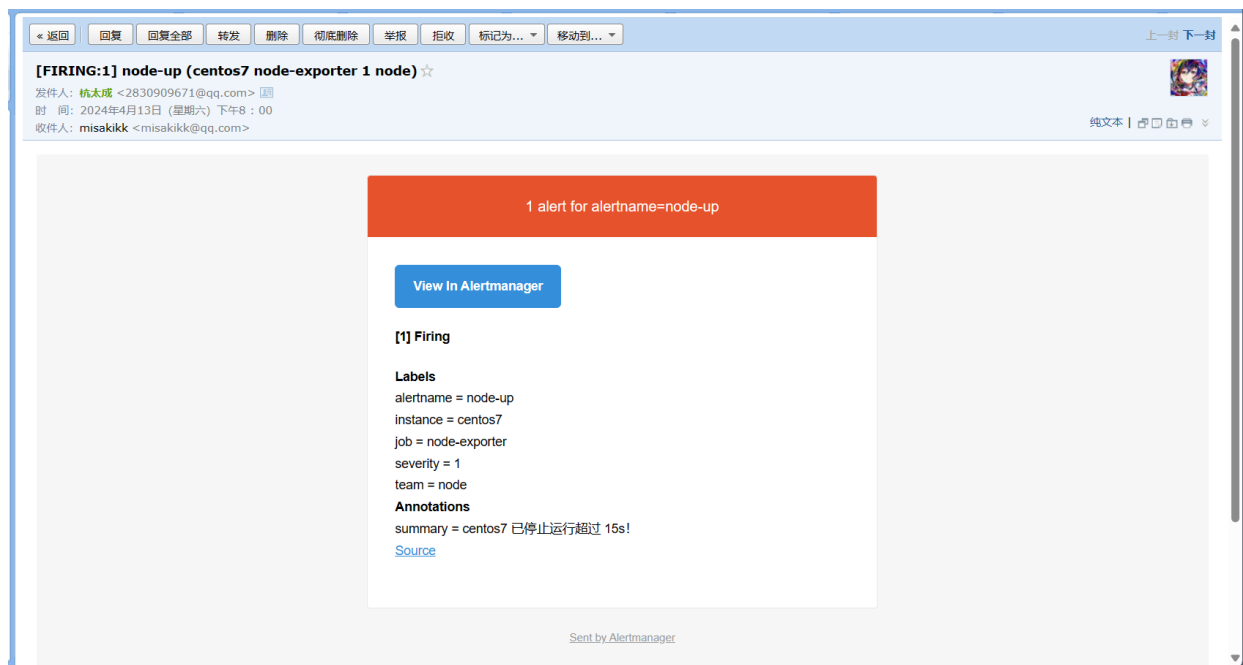 « 返回 回复 回复全部 转发 删除 彻底删除 举报 拒收 标记为... 移动到... 上一封 下一封
[FIRING:1] node-up (centos7 node-exporter 1 node)
发件人：杭太成 <2830909671@qq.com>
时 间：2024年4月13日 (星期六) 下午8：00
纯文本 |
收件人：misakikk <misakikk@qq.com>
1 alert for alertname=node-up
View In Alertmanager
[1] Firing
Labels
alertname = node-up
instance = centos7
job = node-exporter
severity = 1
team = node
Annotations
summary = centos7 已停止运行超过 15s！
Source
Sent by Alertmanager